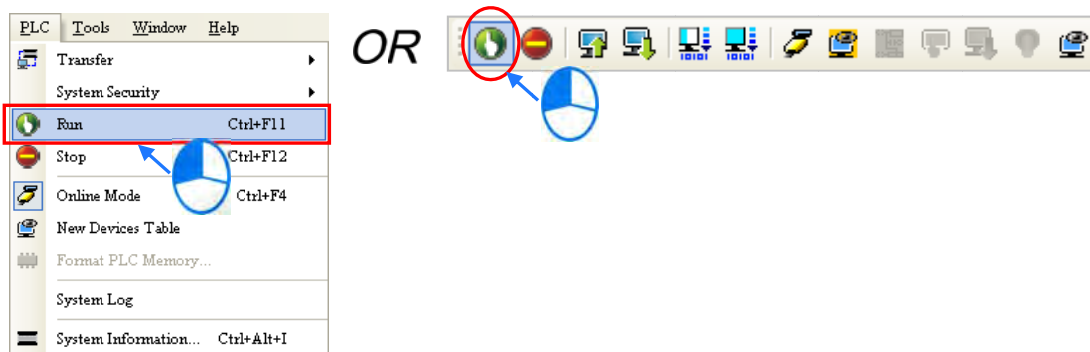 PLC Tools Window Help
Transfer
System Security
Run Ctrl+F11
Stop Ctrl+F12
Online Mode Ctrl+F4
New Devices Table
Format PLC Memory...
System Log
System Information... Ctrl+Alt+I
OR